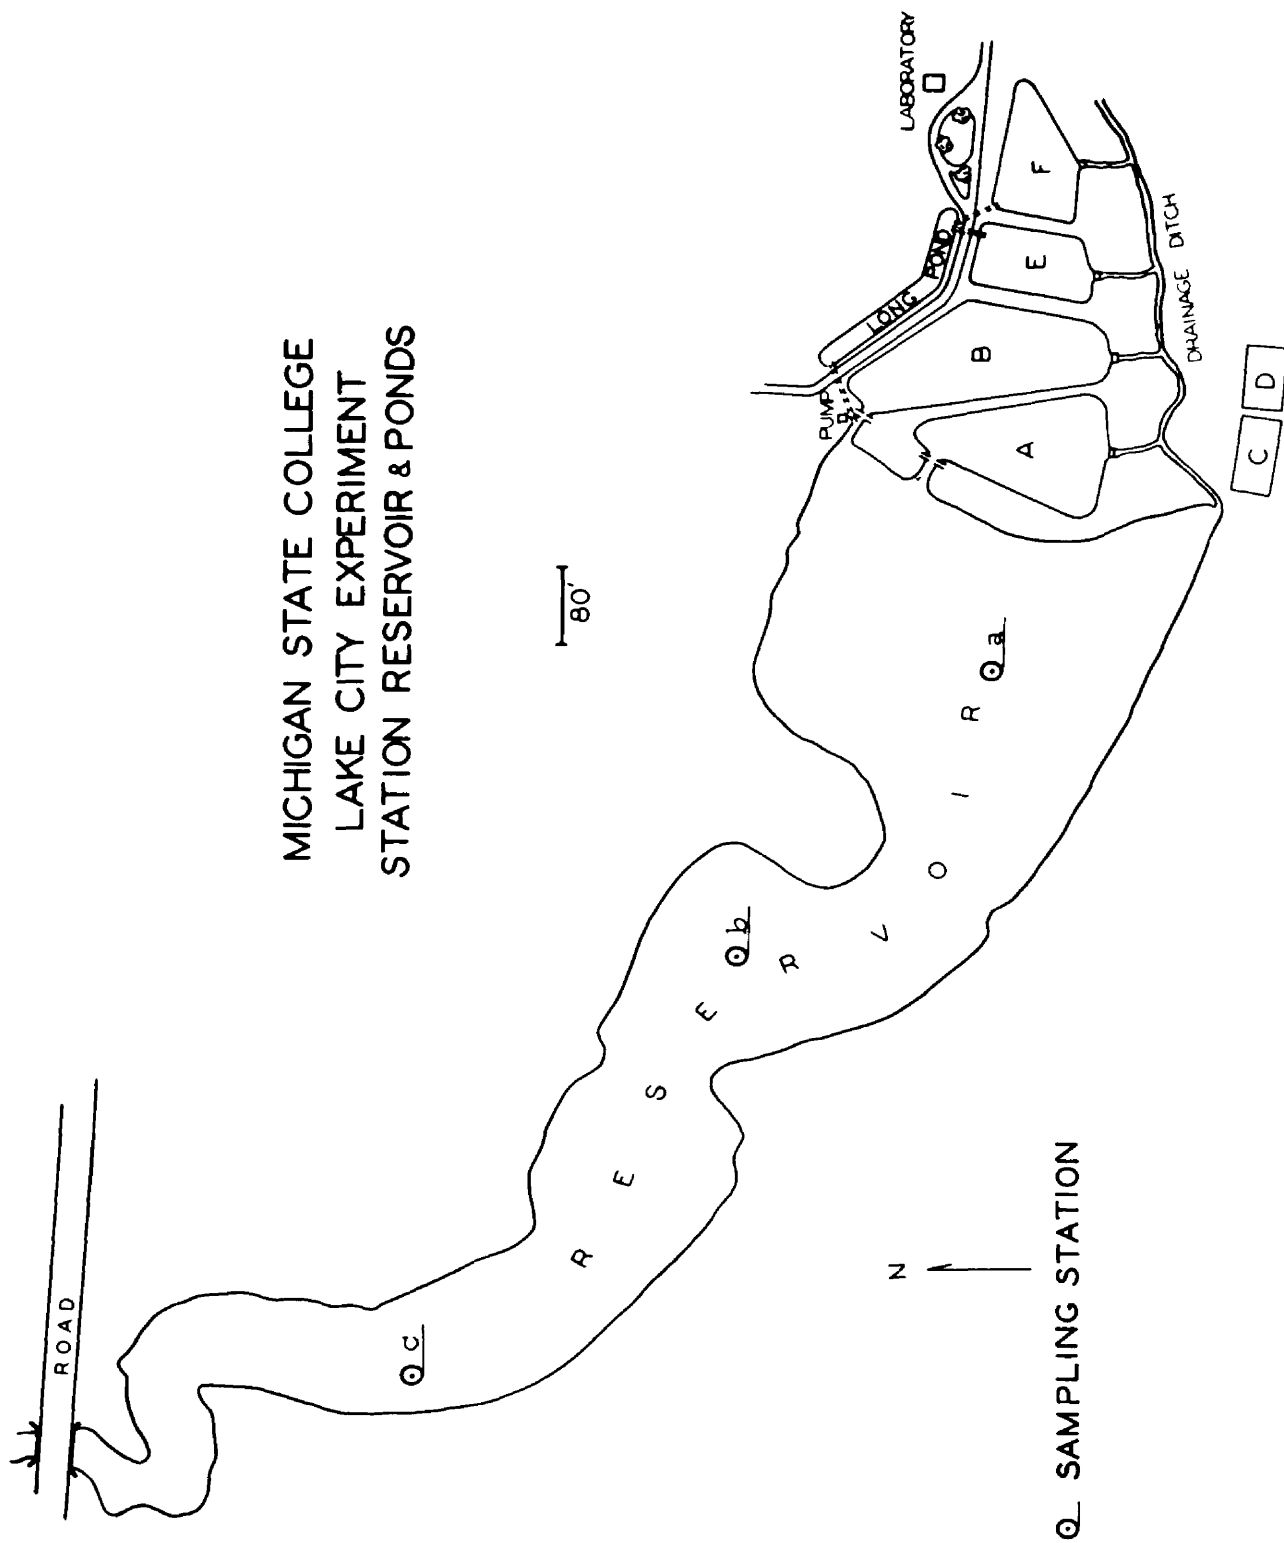 MICHIGAN STATE COLLEGE
LAKE CITY EXPERIMENT
STATION RESERVOIR & PONDS
80'
ROAD
RESERVOIR
c
b
a
N
SAMPLING STATION
PUMP
LONG POND
LABORATORY
A
B
E
F
DRAINAGE DITCH
C
D